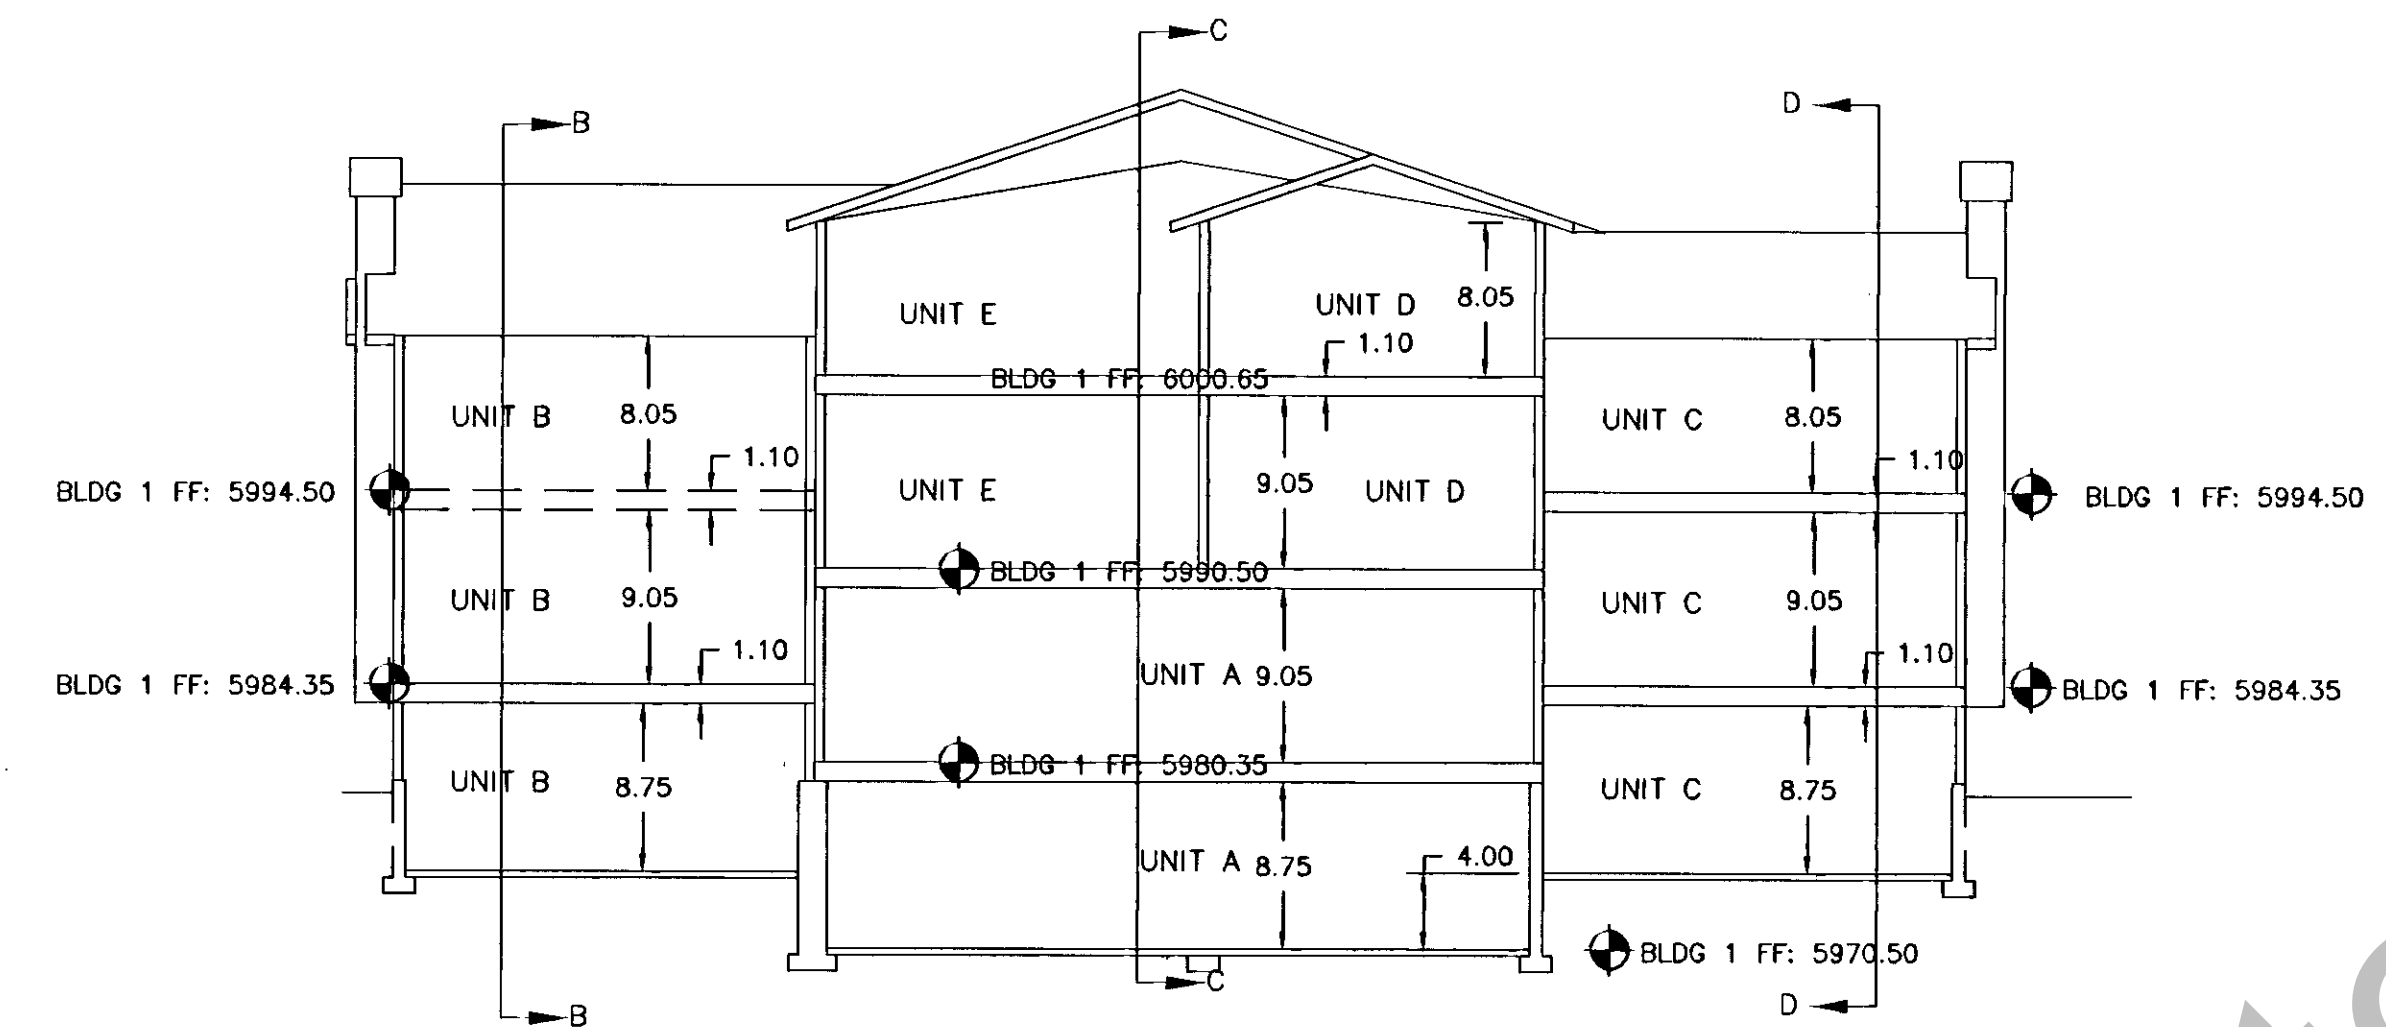 C
B
D
UNIT E
UNIT D
8.05
1.10
BLDG 1 FF: 6000.65
UNIT B
8.05
UNIT C
8.05
1.10
1.10
BLDG 1 FF: 5994.50
UNIT E
9.05
UNIT D
BLDG 1 FF: 5994.50
BLDG 1 FF: 5990.50
UNIT B
9.05
UNIT C
9.05
1.10
1.10
BLDG 1 FF: 5984.35
UNIT A
9.05
BLDG 1 FF: 5984.35
BLDG 1 FF: 5980.35
UNIT B
8.75
UNIT C
8.75
UNIT A
8.75
4.00
BLDG 1 FF: 5970.50
C
B
D